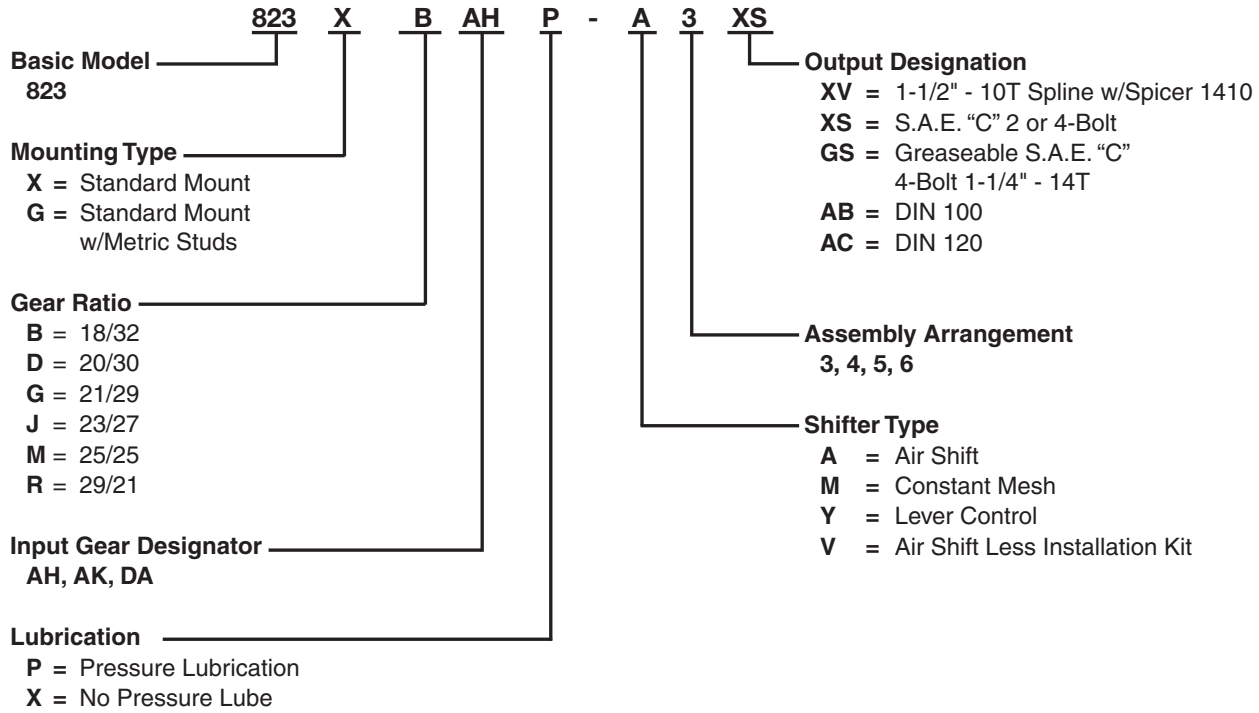 823 X B AH P - A 3 XS
Basic Model
823
Mounting Type
X = Standard Mount
G = Standard Mount
w/Metric Studs
Gear Ratio
B = 18/32
D = 20/30
G = 21/29
J = 23/27
M = 25/25
R = 29/21
Input Gear Designator
AH, AK, DA
Lubrication
P = Pressure Lubrication
X = No Pressure Lube
Output Designation
XV = 1-1/2" - 10T Spline w/Spicer 1410
XS = S.A.E. “C” 2 or 4-Bolt
GS = Greaseable S.A.E. “C”
4-Bolt 1-1/4" - 14T
AB = DIN 100
AC = DIN 120
Assembly Arrangement
3, 4, 5, 6
Shifter Type
A = Air Shift
M = Constant Mesh
Y = Lever Control
V = Air Shift Less Installation Kit